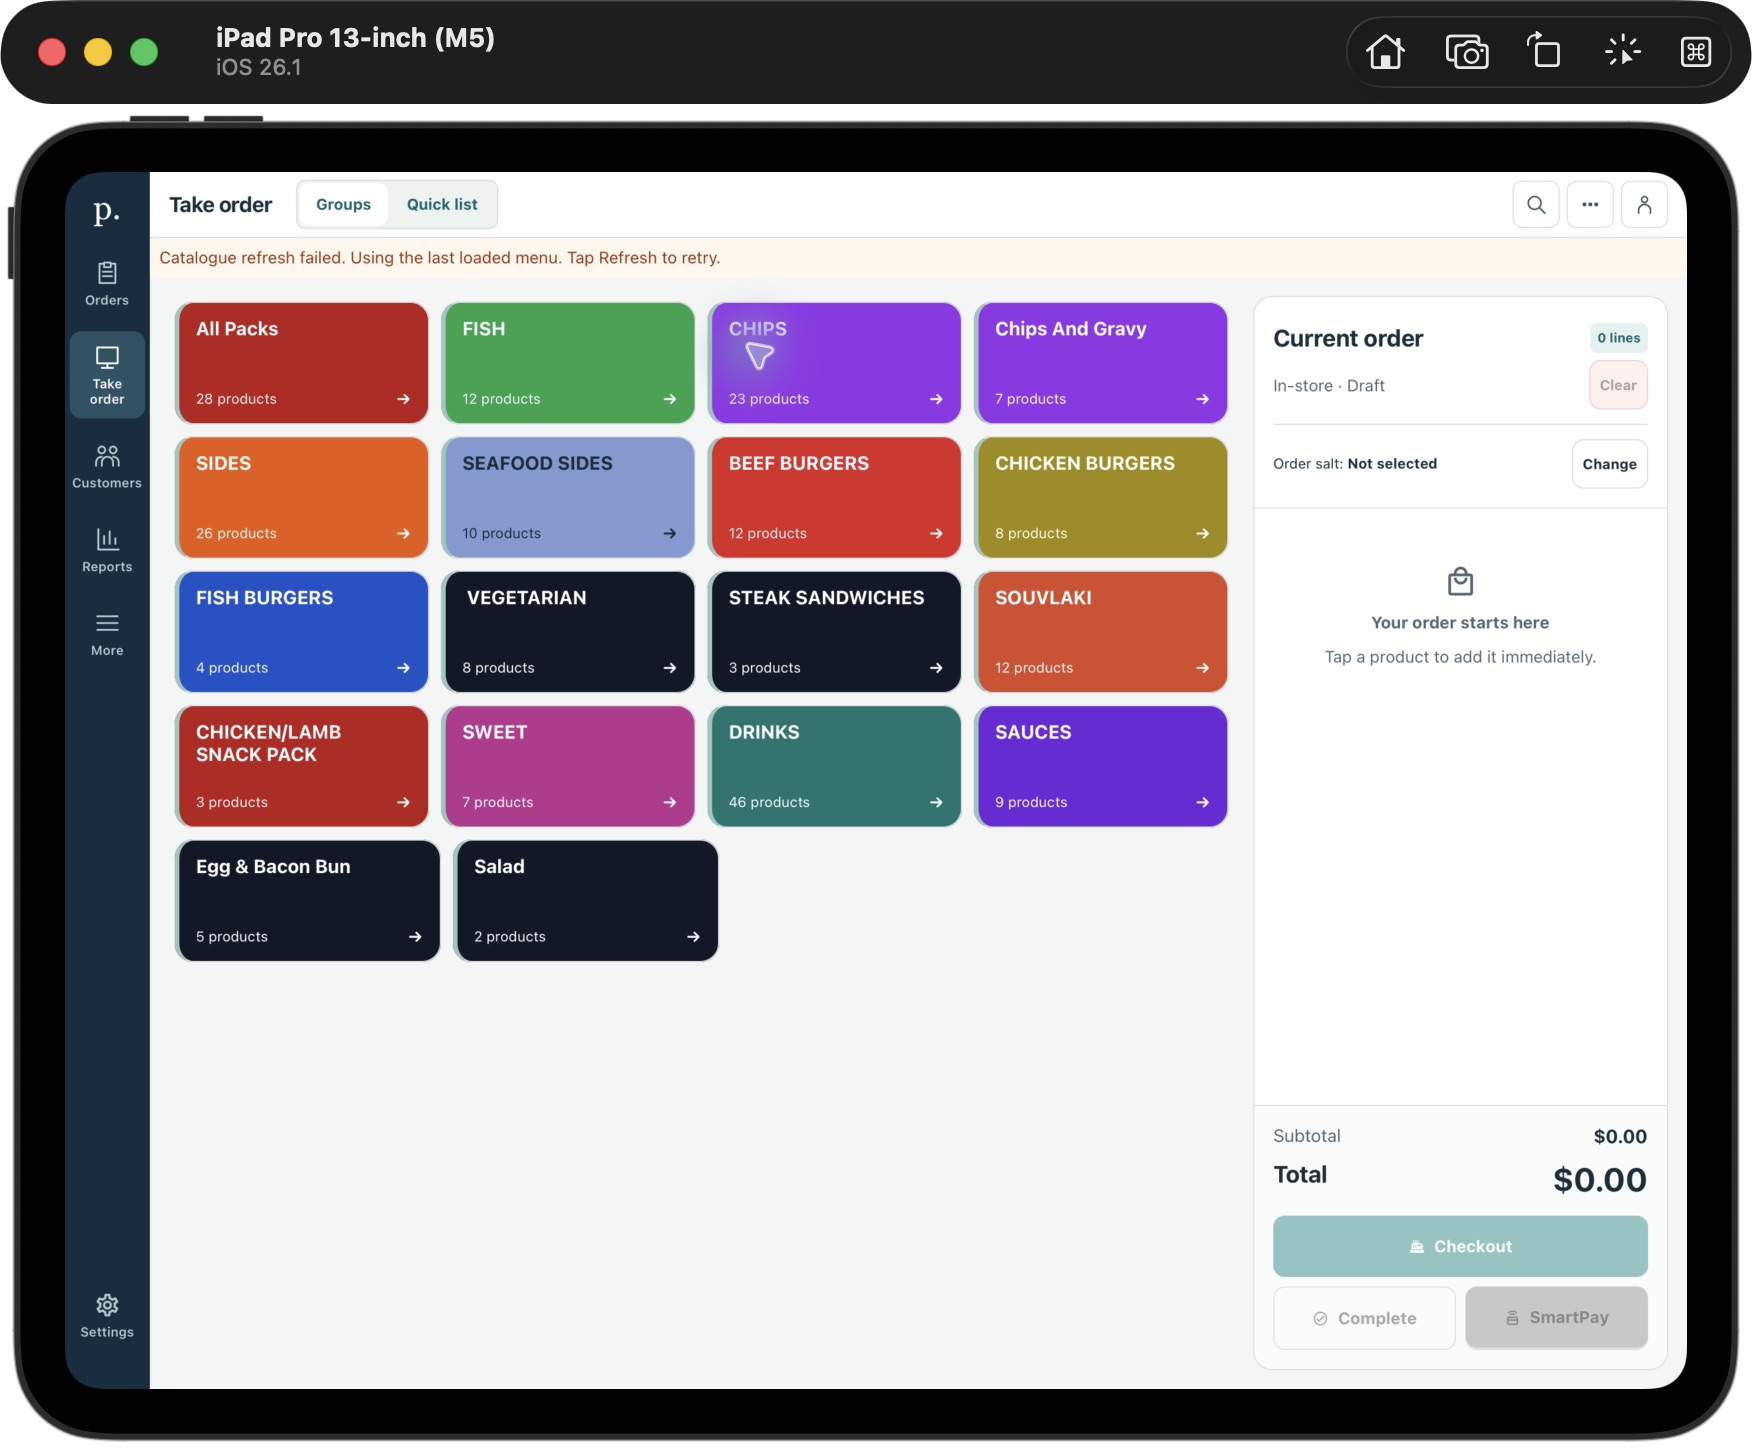 iPad Pro 13-inch (M5)
iOS 26.1
p.
Orders
Take
order
Customers
Reports
More
Settings
Take order
Groups
Quick list
Catalogue refresh failed. Using the last loaded menu. Tap Refresh to retry.
All Packs
28 products
FISH
12 products
CHIPS
23 products
Chips And Gravy
7 products
SIDES
26 products
SEAFOOD SIDES
10 products
BEEF BURGERS
12 products
CHICKEN BURGERS
8 products
FISH BURGERS
4 products
VEGETARIAN
8 products
STEAK SANDWICHES
3 products
SOUVLAKI
12 products
CHICKEN/LAMB
SNACK PACK
3 products
SWEET
7 products
DRINKS
46 products
SAUCES
9 products
Egg & Bacon Bun
5 products
Salad
2 products
Current order
0 lines
In-store · Draft
Clear
Order salt: Not selected
Change
Your order starts here
Tap a product to add it immediately.
Subtotal
$0.00
Total
$0.00
Checkout
Complete
SmartPay